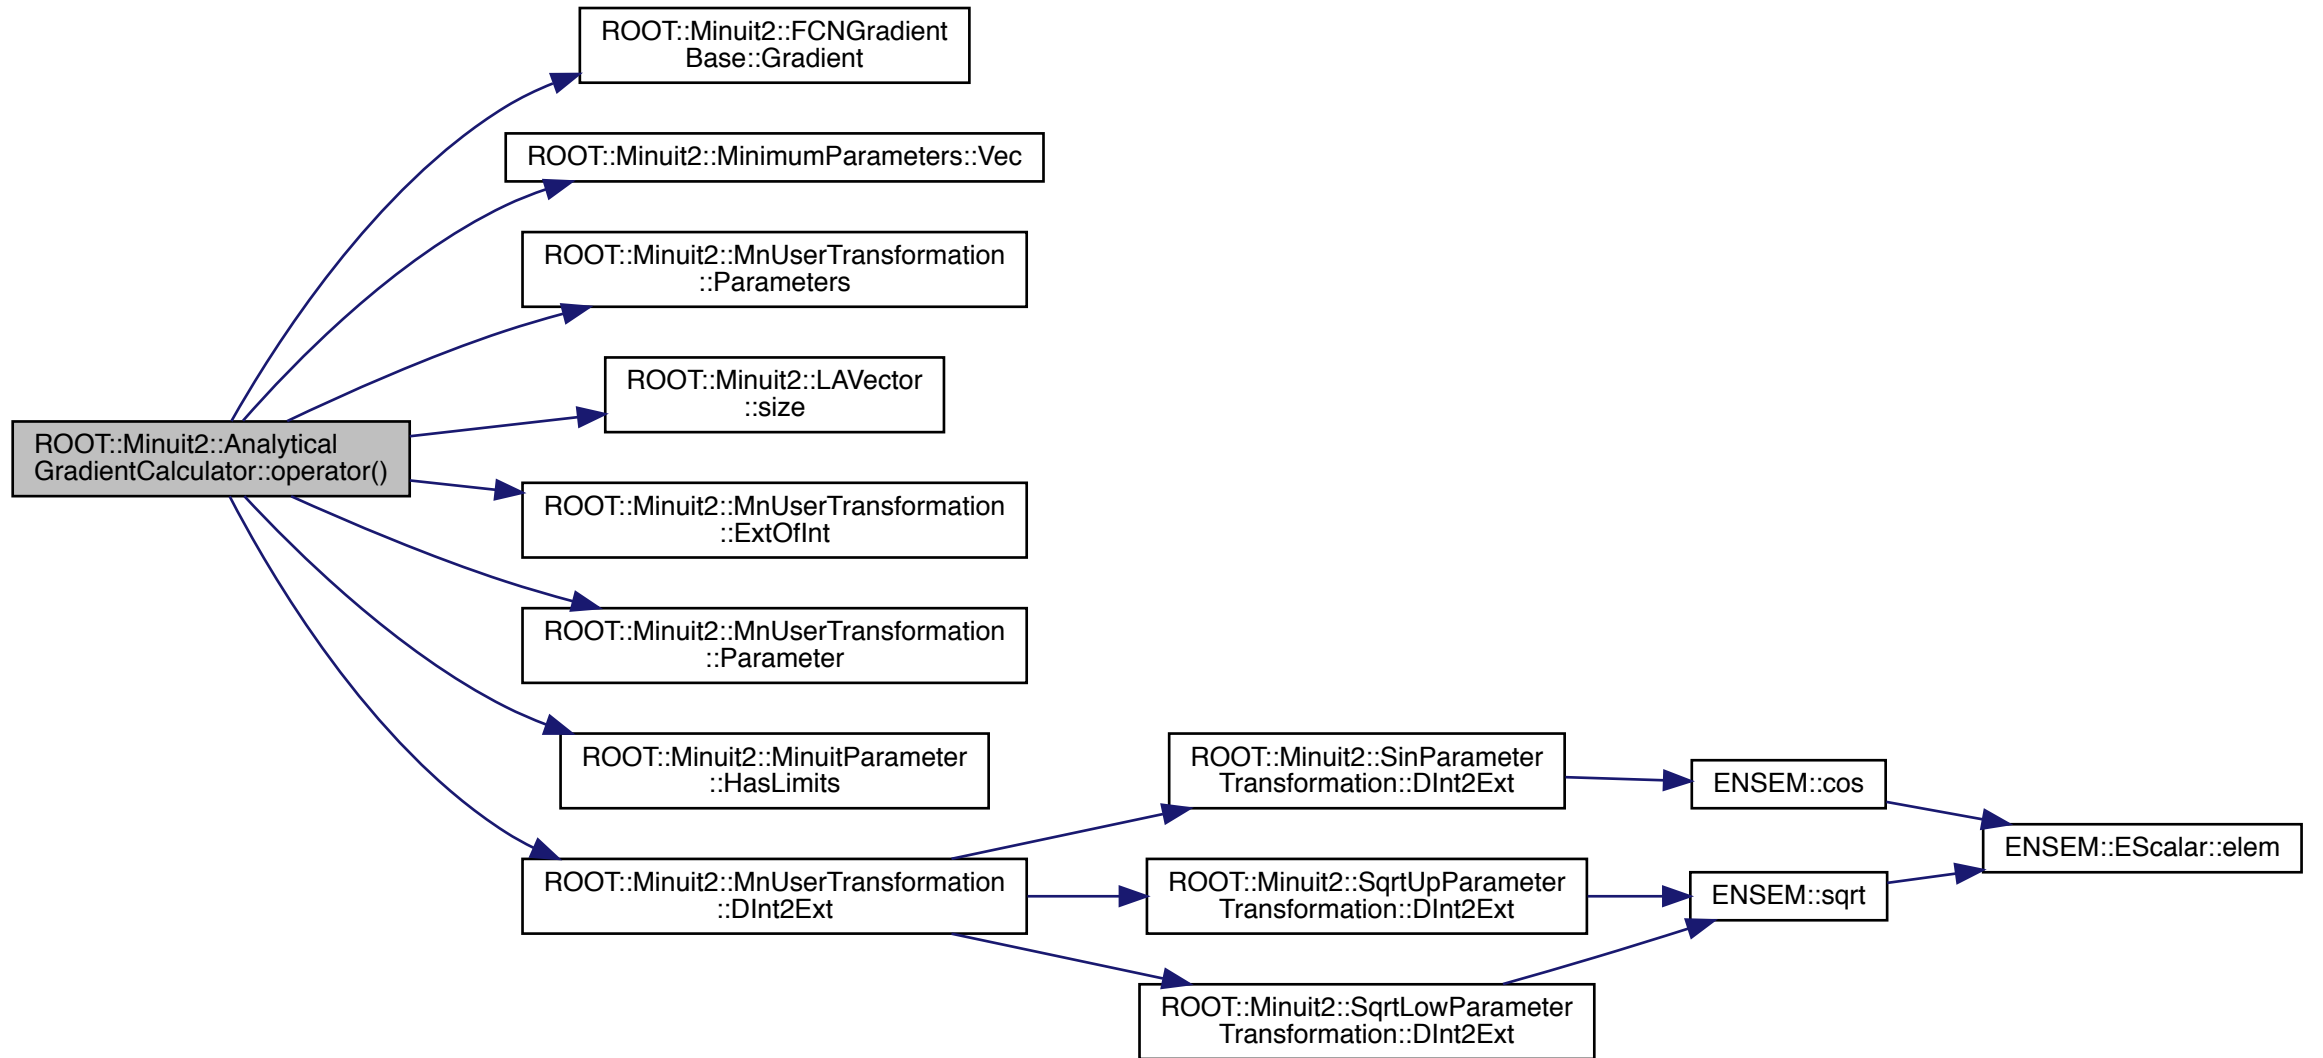 ROOT::Minuit2::Analytical
GradientCalculator::operator()
ROOT::Minuit2::FCNGradient
Base::Gradient
ROOT::Minuit2::MinimumParameters::Vec
ROOT::Minuit2::MnUserTransformation
::Parameters
ROOT::Minuit2::LAVector
::size
ROOT::Minuit2::MnUserTransformation
::ExtOfInt
ROOT::Minuit2::MnUserTransformation
::Parameter
ROOT::Minuit2::MinuitParameter
::HasLimits
ROOT::Minuit2::MnUserTransformation
::DInt2Ext
ROOT::Minuit2::SinParameter
Transformation::DInt2Ext
ROOT::Minuit2::SqrtUpParameter
Transformation::DInt2Ext
ROOT::Minuit2::SqrtLowParameter
Transformation::DInt2Ext
ENSEM::cos
ENSEM::sqrt
ENSEM::EScalar::elem